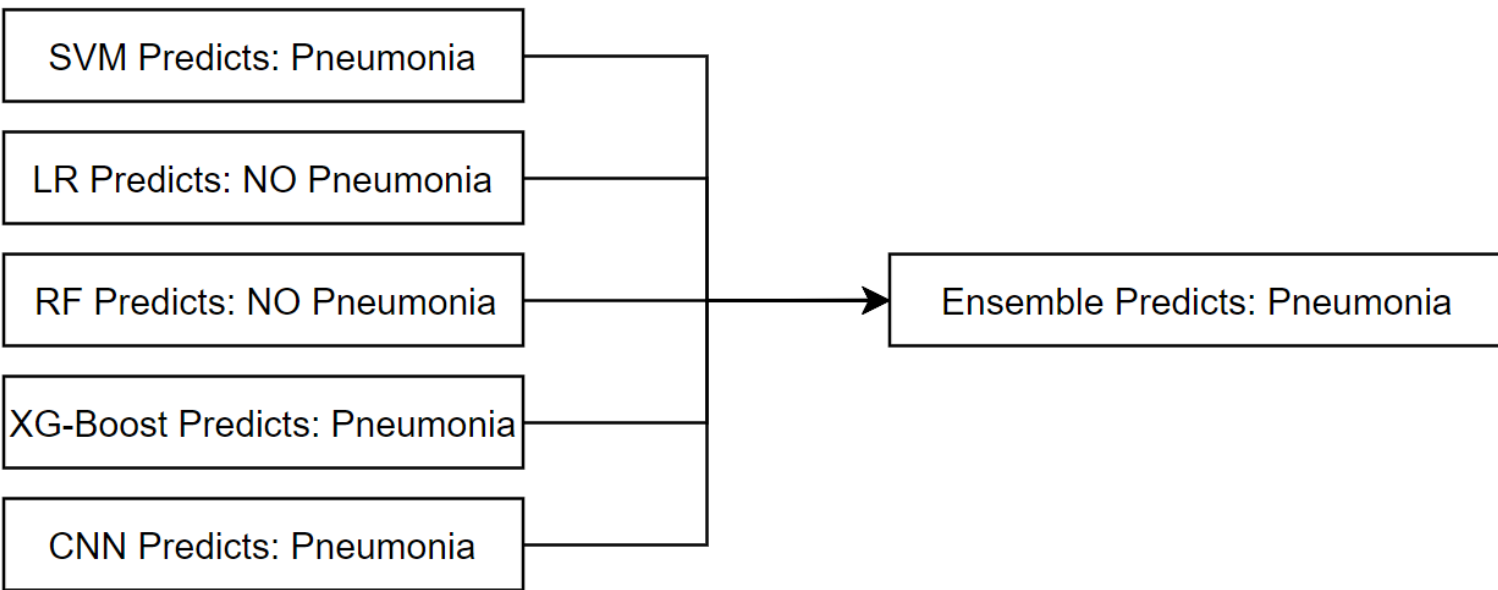 SVM Predicts: Pneumonia
LR Predicts: NO Pneumonia
RF Predicts: NO Pneumonia
XG-Boost Predicts: Pneumonia
CNN Predicts: Pneumonia
Ensemble Predicts: Pneumonia